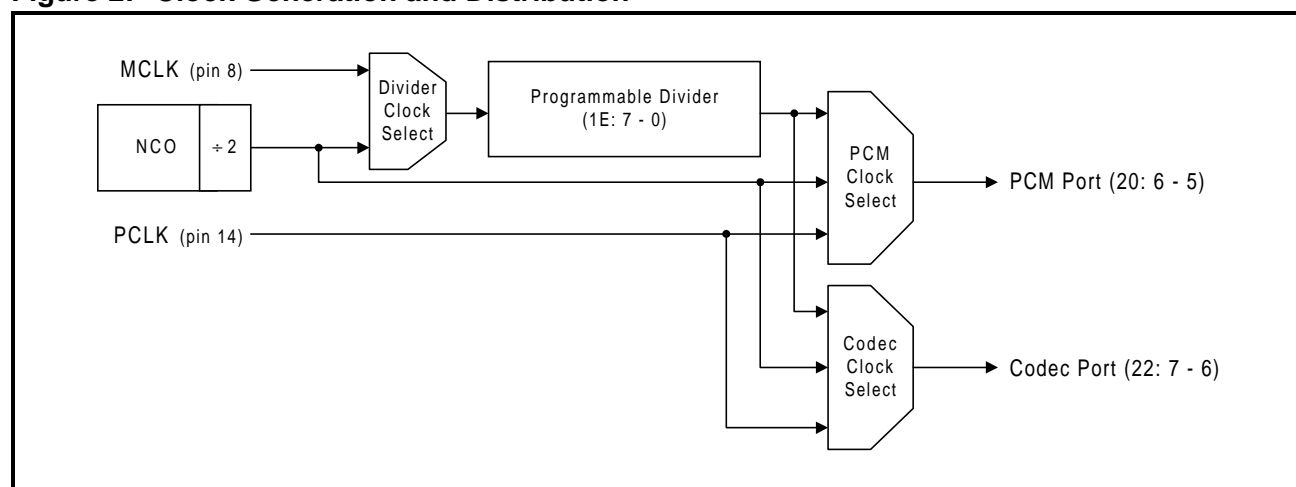 MCLK (pin 8)
Divider
Clock
Select
Programmable Divider
(1E: 7 - 0)
NCO
÷ 2
PCM
Clock
Select
PCM Port (20: 6 - 5)
PCLK (pin 14)
Codec
Clock
Select
Codec Port (22: 7 - 6)